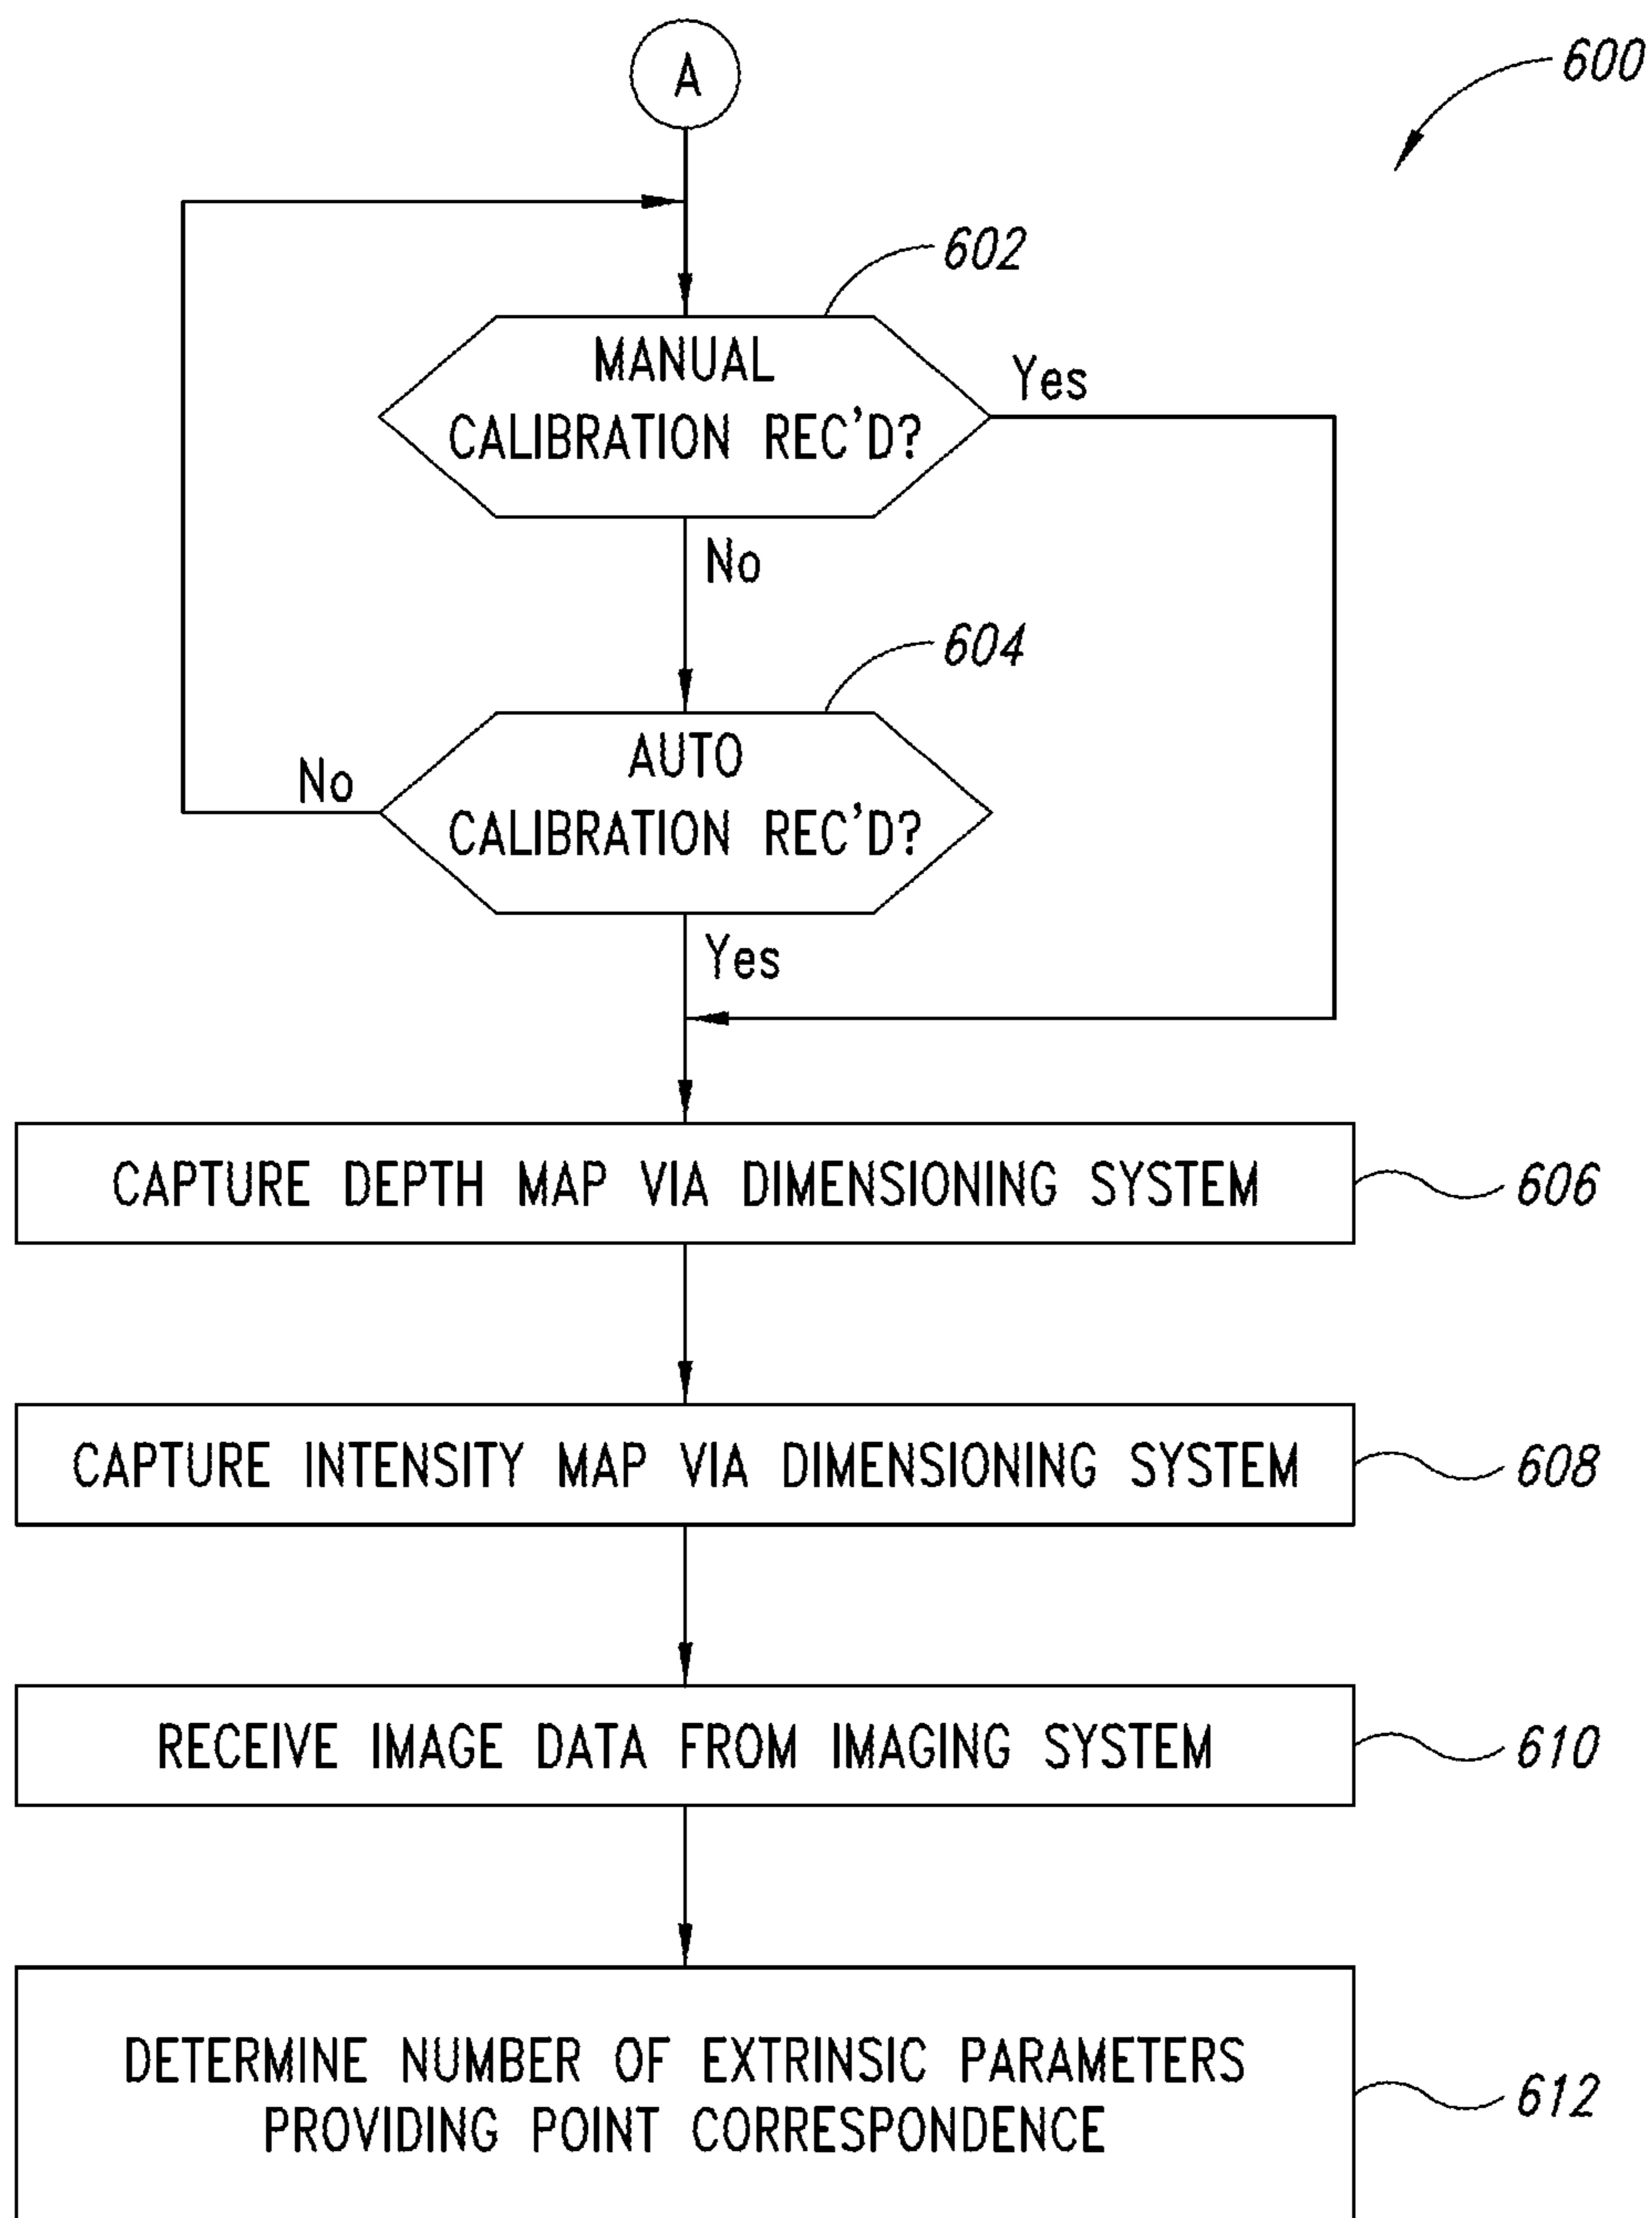 A
600
602
MANUAL
CALIBRATION REC'D?
Yes
No
604
AUTO
CALIBRATION REC'D?
No
Yes
CAPTURE DEPTH MAP VIA DIMENSIONING SYSTEM
606
CAPTURE INTENSITY MAP VIA DIMENSIONING SYSTEM
608
RECEIVE IMAGE DATA FROM IMAGING SYSTEM
610
DETERMINE NUMBER OF EXTRINSIC PARAMETERS
PROVIDING POINT CORRESPONDENCE
612